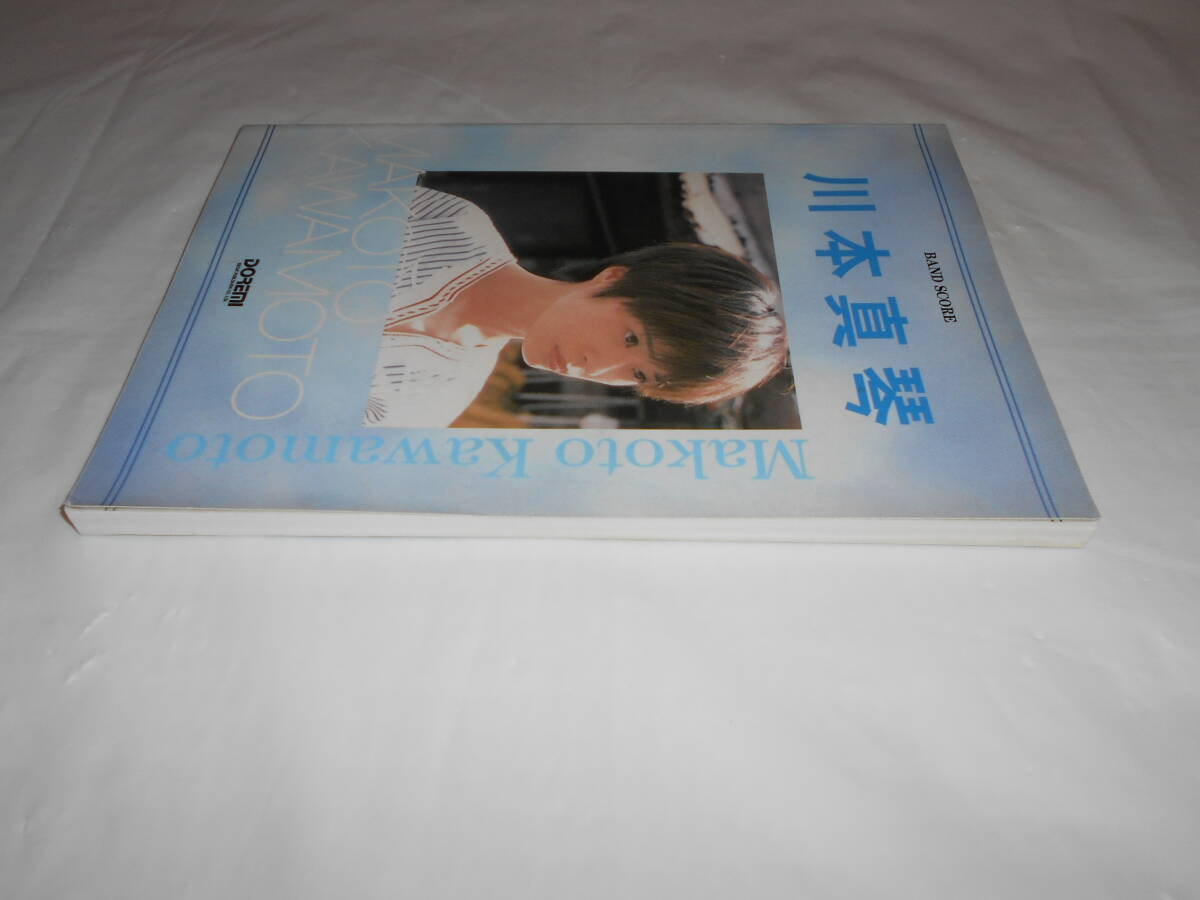 BAND SCORE
川本真琴
Makoto Kawamoto
MAKOTO
KAWAMOTO
DOREMI